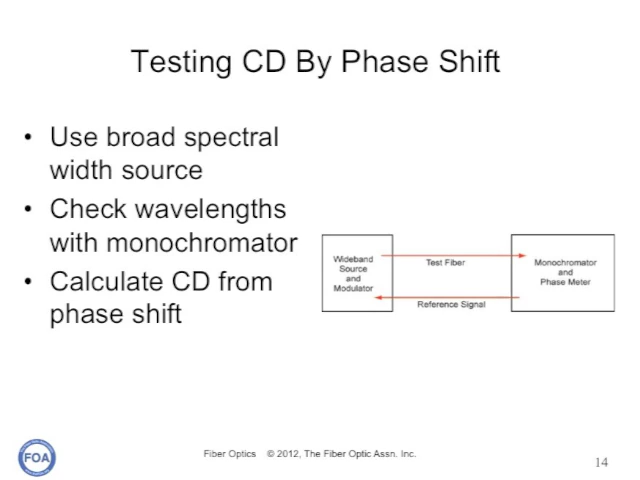 Testing CD By Phase Shift
• Use broad spectral
width source
• Check wavelengths
with monochromator
• Calculate CD from
phase shift
Wideband
Source
and
Modulator
Test Fiber
Reference Signal
Monochromator
and
Phase Meter
FOA
Fiber Optics © 2012, The Fiber Optic Assn. Inc.
14